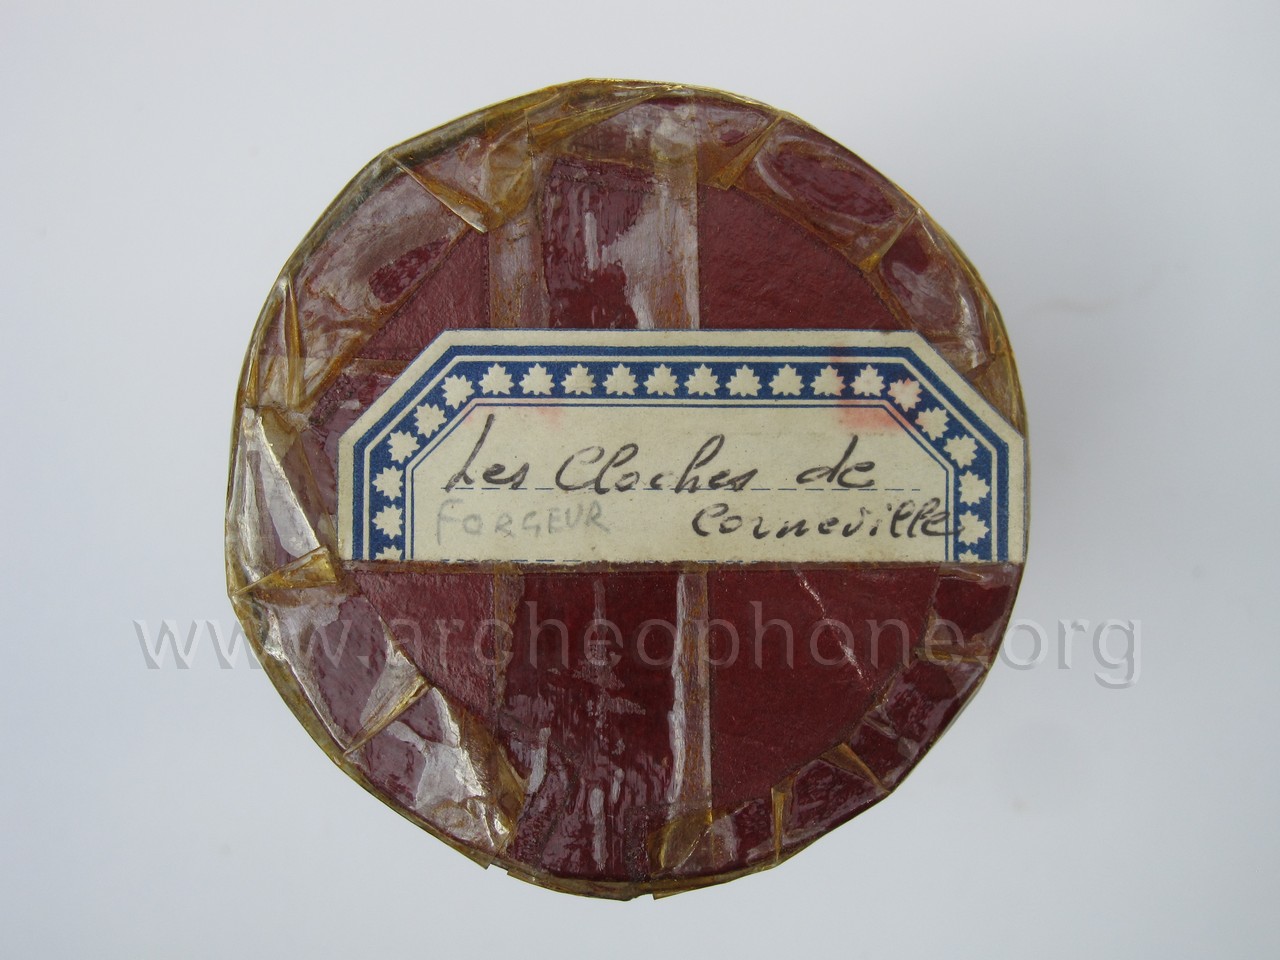 Les Cloches de
FORGEUR Corneville
www.archeophone.org